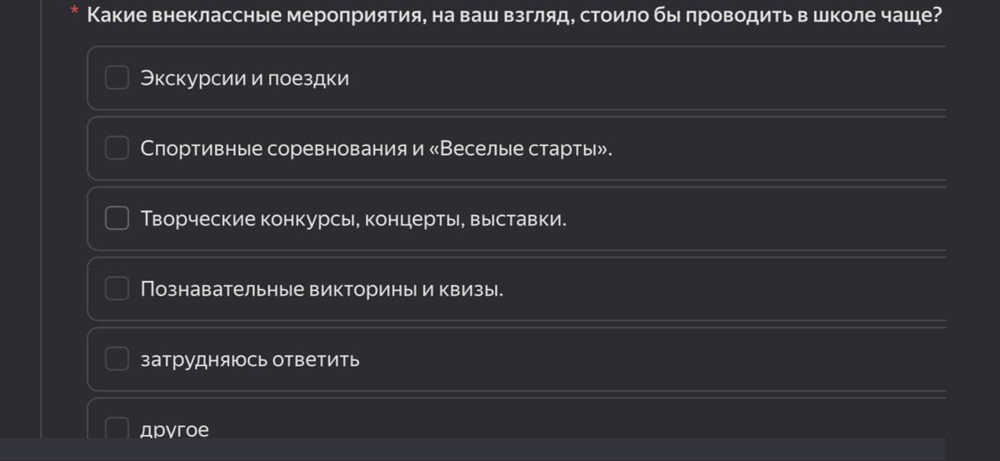 * Какие внеклассные мероприятия, на ваш взгляд, стоило бы проводить в школе чаще?
Экскурсии и поездки
Спортивные соревнования и «Веселые старты».
Творческие конкурсы, концерты, выставки.
Познавательные викторины и квизы.
затрудняюсь ответить
другое